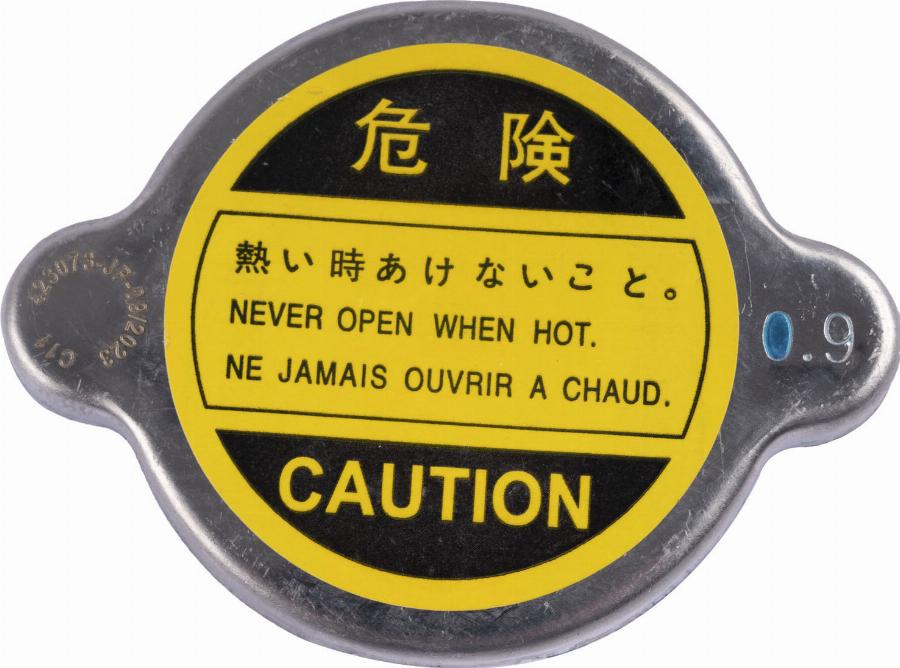 危険
熱い時あけないこと。
NEVER OPEN WHEN HOT.
NE JAMAIS OUVRIR A CHAUD.
CAUTION
0.9
C11